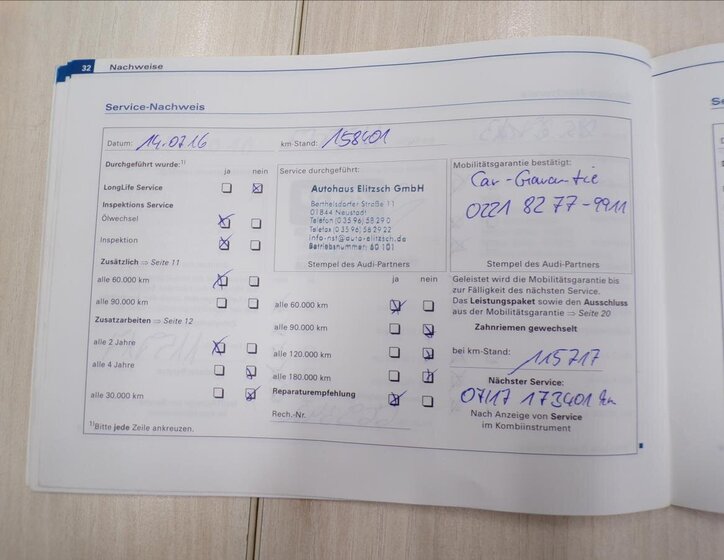 32 Nachweise
Service-Nachweis
Datum: 14.07.16 km-Stand: 158401
Durchgeführt wurde:1) ja nein
LongLife Service
Inspektions Service
Ölwechsel
Inspektion
Zusätzlich ⇒ Seite 11
alle 60.000 km
alle 90.000 km
Zusatzarbeiten ⇒ Seite 12
alle 2 Jahre
alle 4 Jahre
alle 30.000 km
1)Bitte jede Zeile ankreuzen.
Service durchgeführt:
Autohaus Elitzsch GmbH
Berthelsdorfer Straße 11
01844 Neustadt
Telefon (0 35 96) 58 29 0
Telefax (0 35 96) 58 29 22
info-nst@auto-elitzsch.de
Betriebsnummer: 60 101
Stempel des Audi-Partners
ja nein
alle 60.000 km
alle 90.000 km
alle 120.000 km
alle 180.000 km
Reparaturempfehlung
Rech.-Nr.
Mobilitätsgarantie bestätigt:
Car-Garantie
0221 82 77-9911
Stempel des Audi-Partners
Geleistet wird die Mobilitätsgarantie bis
zur Fälligkeit des nächsten Service.
Das Leistungspaket sowie den Ausschluss
aus der Mobilitätsgarantie ⇒ Seite 20
Zahnriemen gewechselt
bei km-Stand: 115717
Nächster Service:
07/17 173401 km
Nach Anzeige von Service
im Kombiinstrument